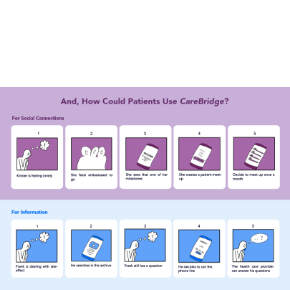 And, How Could Patients Use CareBridge?
For Social Connections
1
2
3
4
5
Kristen is feeling lonely
She feels embarrassed to
go
She sees that one of her
milestones
She creates a patient meet-
up
Decide to meet up once a
month
For Information
1
2
3
4
5
Frank is dealing with side-
effect
He searches in the archive
Frank still has a question
He decides to call the
phone line
The health care provider
can answer his questions